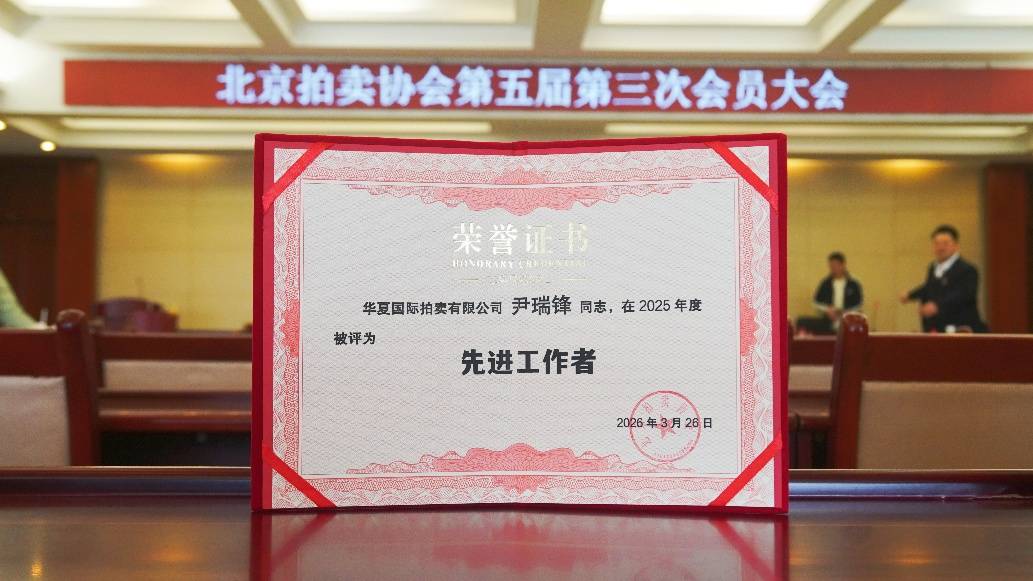 北京拍卖协会第五届第三次会员大会
荣誉证书
HONORARY CREDENTIAL
华夏国际拍卖有限公司 尹瑞锋 同志，在 2025 年度
被评为
先进工作者
2026 年 3 月 26 日